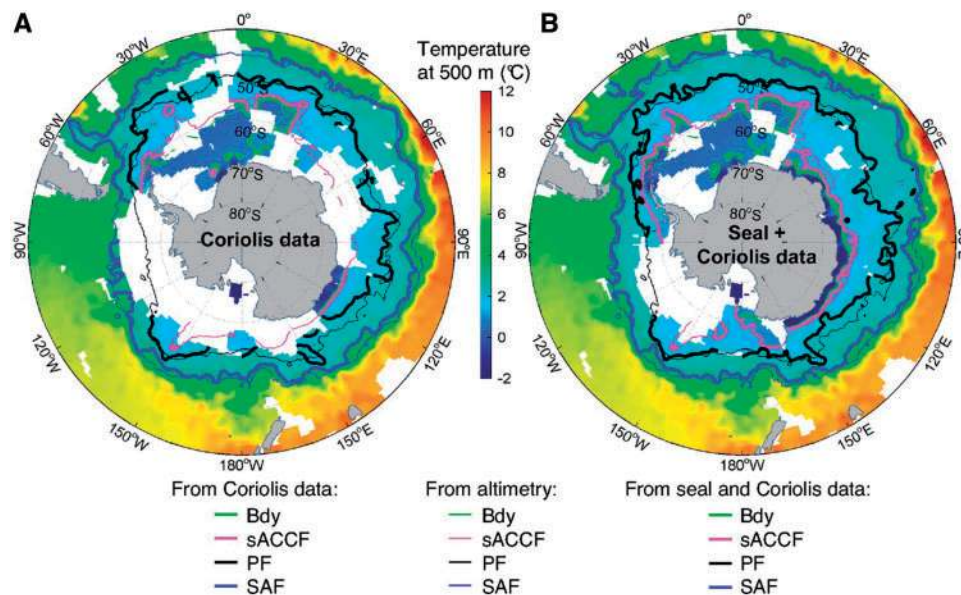 A
B
0°
30°W
30°E
60°W
60°E
90°W
90°E
120°W
120°E
150°W
150°E
180°W
50°S
60°S
70°S
80°S
Coriolis data
Temperature
at 500 m (°C)
12
10
8
6
4
2
0
-2
0°
30°W
30°E
60°W
60°E
90°W
90°E
120°W
120°E
150°W
150°E
180°W
50°S
60°S
70°S
80°S
Seal +
Coriolis data
From Coriolis data:
Bdy
sACCF
PF
SAF
From altimetry:
Bdy
sACCF
PF
SAF
From seal and Coriolis data:
Bdy
sACCF
PF
SAF